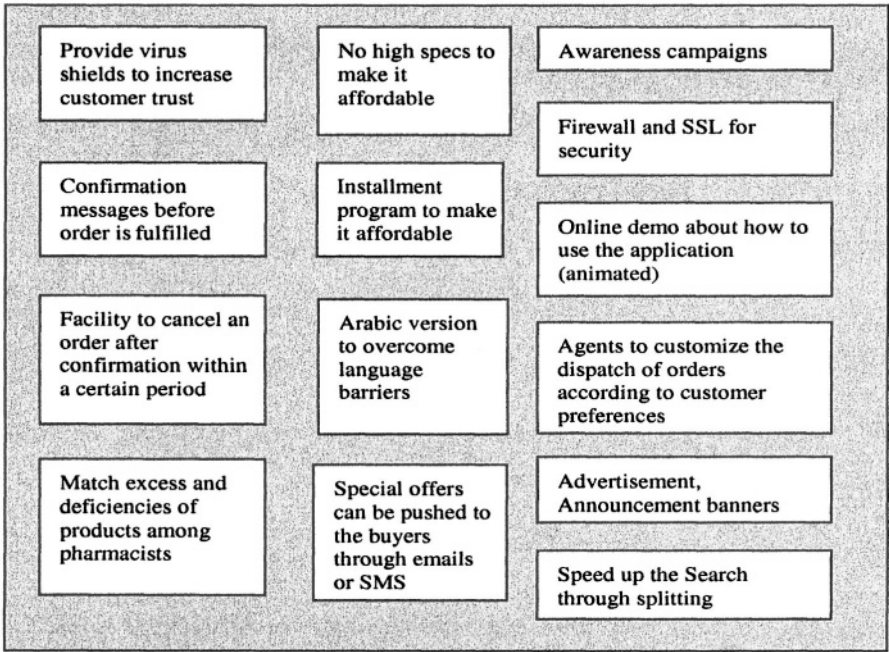 Provide virus
shields to increase
customer trust
Confirmation
messages before
order is fulfilled
Facility to cancel an
order after
confirmation within
a certain period
Match excess and
deficiencies of
products among
pharmacists
No high specs to
make it
affordable
Installment
program to make
it affordable
Arabic version
to overcome
language
barriers
Special offers
can be pushed to
the buyers
through emails
or SMS
Awareness campaigns
Firewall and SSL for
security
Online demo about how to
use the application
(animated)
Agents to customize the
dispatch of orders
according to customer
preferences
Advertisement,
Announcement banners
Speed up the Search
through splitting